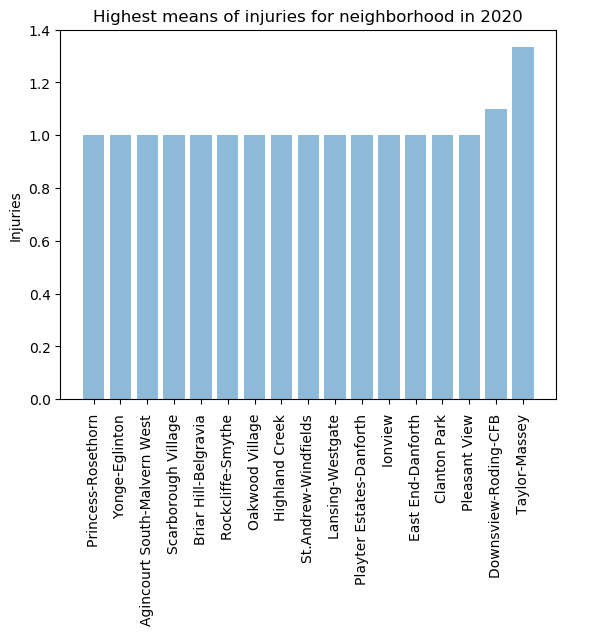 Highest means of injuries for neighborhood in 2020
1.4
1.2
1.0
0.8
0.6
0.4
0.2
0.0
Injuries
Princess-Rosethorn
Yonge-Eglinton
Agincourt South-Malvern West
Scarborough Village
Briar Hill-Belgravia
Rockcliffe-Smythe
Oakwood Village
Highland Creek
St.Andrew-Windfields
Lansing-Westgate
Playter Estates-Danforth
Ionview
East End-Danforth
Clanton Park
Pleasant View
Downsview-Roding-CFB
Taylor-Massey